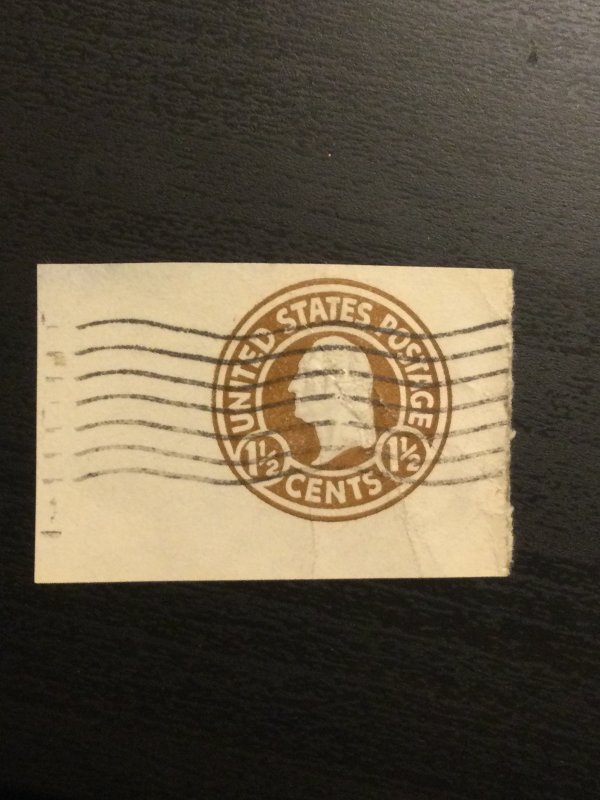 UNITED STATES POSTAGE
1½ 1½
CENTS